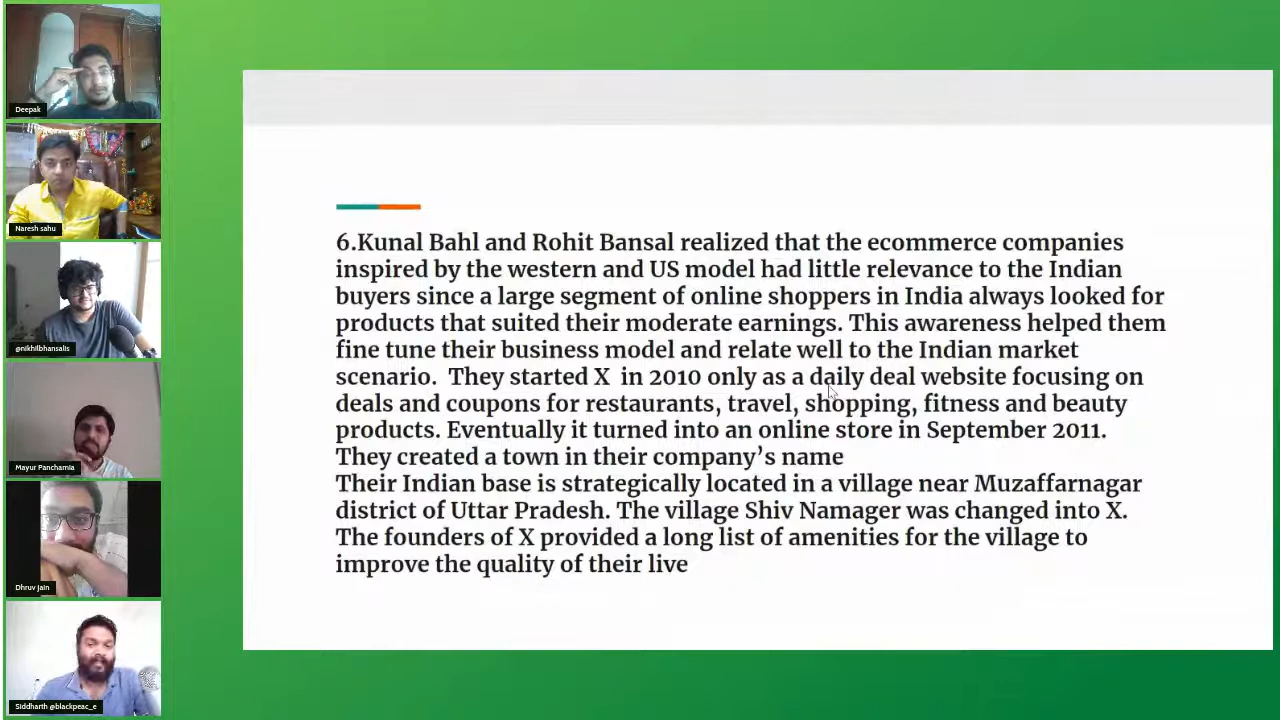 Deepak
Naresh sahu
@nikhilbhansalis
Mayur Panchamia
Dhruv Jain
Siddharth @blackpeac_e
6.Kunal Bahl and Rohit Bansal realized that the ecommerce companies
inspired by the western and US model had little relevance to the Indian
buyers since a large segment of online shoppers in India always looked for
products that suited their moderate earnings. This awareness helped them
fine tune their business model and relate well to the Indian market
scenario.  They started X  in 2010 only as a daily deal website focusing on
deals and coupons for restaurants, travel, shopping, fitness and beauty
products. Eventually it turned into an online store in September 2011.
They created a town in their company's name
Their Indian base is strategically located in a village near Muzaffarnagar
district of Uttar Pradesh. The village Shiv Namager was changed into X.
The founders of X provided a long list of amenities for the village to
improve the quality of their live